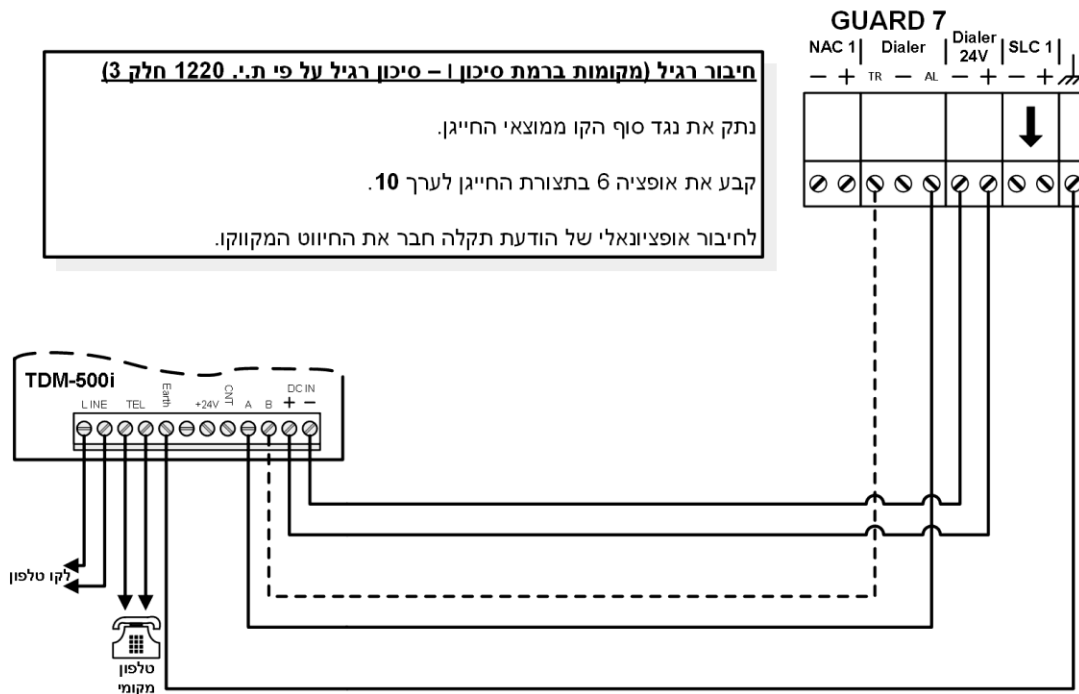 GUARD 7
NAC 1 Dialer Dialer 24V SLC 1
− + TR − AL − + − +
חיבור רגיל (מקומות ברמת סיכון I – סיכון רגיל על פי ת.י. 1220 חלק 3)
נתק את נגד סוף הקו ממוצאי החייגן.
קבע את אופציה 6 בתצורת החייגן לערך 10.
לחיבור אופציונאלי של הודעת תקלה חבר את החיווט המקווקו.
TDM-500i
LINE TEL Earth +24V CNT A B DC IN
+ −
לקו טלפון
טלפון
מקומי